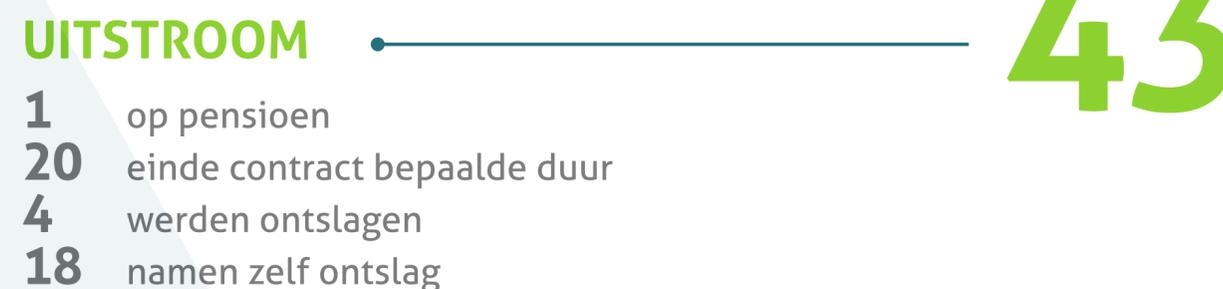 UITSTROOM 43
1 op pensioen
20 einde contract bepaalde duur
4 werden ontslagen
18 namen zelf ontslag